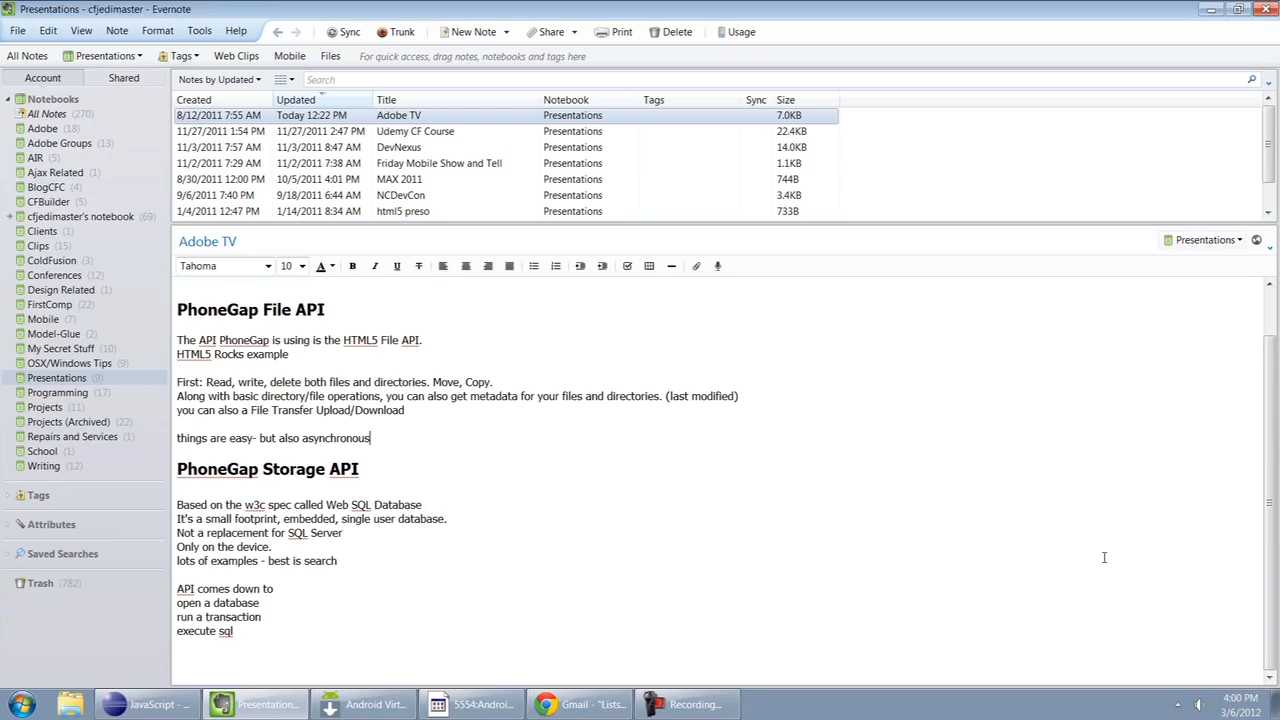 Presentations - cfjedimaster - Evernote
File Edit View Note Format Tools Help
Sync Trunk New Note Share Print Delete Usage
All Notes Presentations Tags Web Clips Mobile Files For quick access, drag notes, notebooks and tags here
Account Shared
Notes by Updated Search
Created Updated Title Notebook Tags Sync Size
8/12/2011 7:55 AM Today 12:22 PM Adobe TV Presentations 7.0KB
11/27/2011 1:54 PM 11/27/2011 2:47 PM Udemy CF Course Presentations 22.4KB
11/3/2011 7:57 AM 11/3/2011 8:47 AM DevNexus Presentations 14.0KB
11/2/2011 7:29 AM 11/2/2011 7:38 AM Friday Mobile Show and Tell Presentations 1.1KB
8/30/2011 12:00 PM 10/5/2011 4:01 PM MAX 2011 Presentations 744B
9/6/2011 7:40 PM 9/18/2011 6:44 AM NCDevCon Presentations 3.4KB
1/4/2011 12:47 PM 1/14/2011 8:34 AM html5 preso Presentations 733B
Notebooks
All Notes (270)
Adobe (18)
Adobe Groups (13)
AIR (5)
Ajax Related (1)
BlogCFC (4)
CFBuilder (5)
cfjedimaster's notebook (69)
Clients (1)
Clips (15)
ColdFusion (3)
Conferences (12)
Design Related (1)
FirstComp (22)
Mobile (7)
Model-Glue (2)
My Secret Stuff (10)
OSX/Windows Tips (9)
Presentations (9)
Programming (17)
Projects (11)
Projects (Archived) (22)
Repairs and Services (1)
School (1)
Writing (12)
Tags
Attributes
Saved Searches
Trash (782)
Adobe TV Presentations
Tahoma 10 A B I U T
PhoneGap File API
The API PhoneGap is using is the HTML5 File API.
HTML5 Rocks example
First: Read, write, delete both files and directories. Move, Copy.
Along with basic directory/file operations, you can also get metadata for your files and directories. (last modified)
you can also a File Transfer Upload/Download
things are easy- but also asynchronous
PhoneGap Storage API
Based on the w3c spec called Web SQL Database
It's a small footprint, embedded, single user database.
Not a replacement for SQL Server
Only on the device.
lots of examples - best is search
API comes down to
open a database
run a transaction
execute sql
JavaScript - ... Presentation... Android Virt... 5554:Androi... Gmail - "Lists... Recording...
4:00 PM
3/6/2012